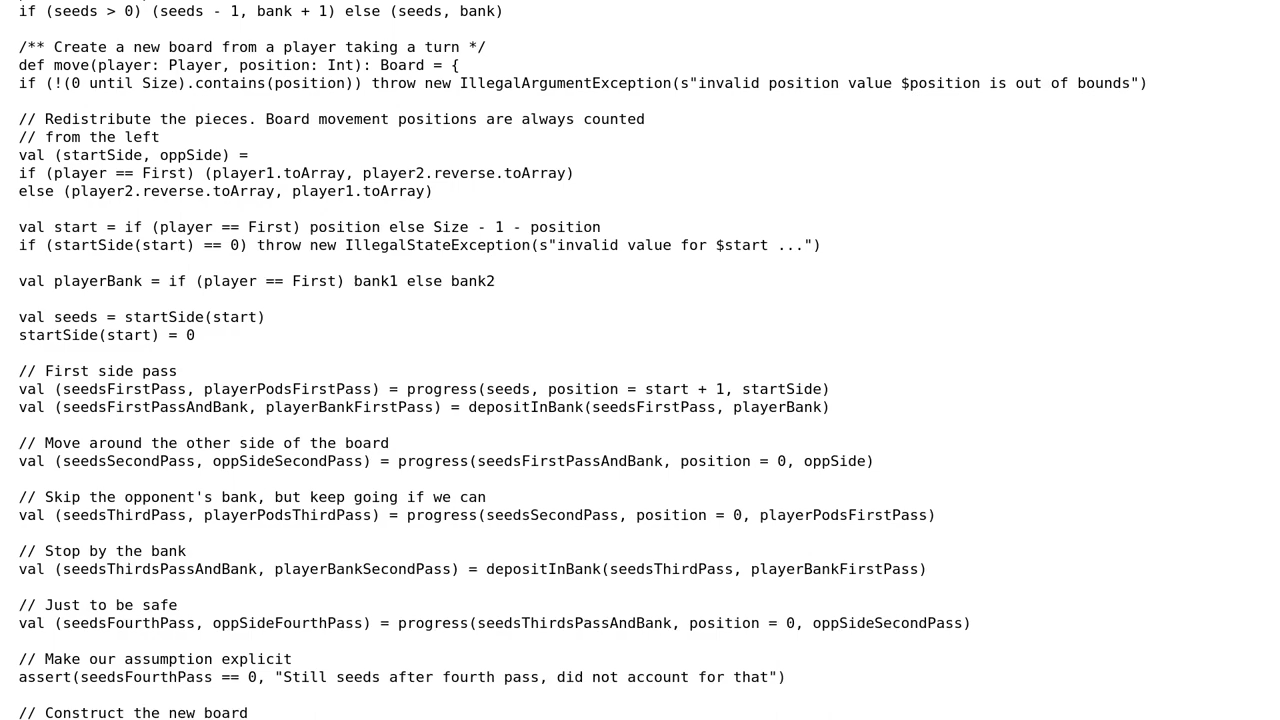 if (seeds > 0) (seeds - 1, bank + 1) else (seeds, bank)
/** Create a new board from a player taking a turn */
def move(player: Player, position: Int): Board = {
if (!(0 until Size).contains(position)) throw new IllegalArgumentException(s"invalid position value $position is out of bounds")
// Redistribute the pieces. Board movement positions are always counted
// from the left
val (startSide, oppSide) =
if (player == First) (player1.toArray, player2.reverse.toArray)
else (player2.reverse.toArray, player1.toArray)
val start = if (player == First) position else Size - 1 - position
if (startSide(start) == 0) throw new IllegalStateException(s"invalid value for $start ...")
val playerBank = if (player == First) bank1 else bank2
val seeds = startSide(start)
startSide(start) = 0
// First side pass
val (seedsFirstPass, playerPodsFirstPass) = progress(seeds, position = start + 1, startSide)
val (seedsFirstPassAndBank, playerBankFirstPass) = depositInBank(seedsFirstPass, playerBank)
// Move around the other side of the board
val (seedsSecondPass, oppSideSecondPass) = progress(seedsFirstPassAndBank, position = 0, oppSide)
// Skip the opponent's bank, but keep going if we can
val (seedsThirdPass, playerPodsThirdPass) = progress(seedsSecondPass, position = 0, playerPodsFirstPass)
// Stop by the bank
val (seedsThirdsPassAndBank, playerBankSecondPass) = depositInBank(seedsThirdPass, playerBankFirstPass)
// Just to be safe
val (seedsFourthPass, oppSideFourthPass) = progress(seedsThirdsPassAndBank, position = 0, oppSideSecondPass)
// Make our assumption explicit
assert(seedsFourthPass == 0, "Still seeds after fourth pass, did not account for that")
// Construct the new board